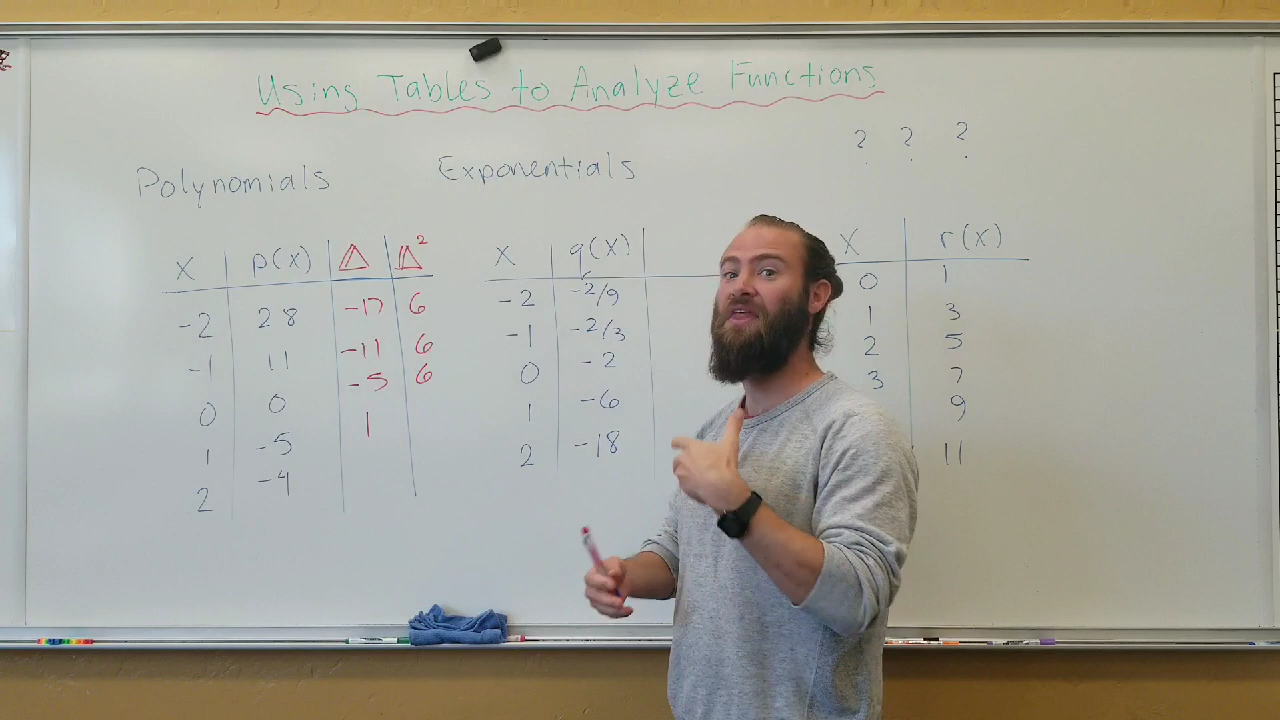 Using Tables to Analyze Functions
? ? ?
Polynomials
Exponentials
X p(x) Δ Δ²
-2 28 -17 6
-1 11 -11 6
0 0 -5 6
1 -5 1
2 -4
X q(x)
-2 -2/9
-1 -2/3
0 -2
1 -6
2 -18
X r(x)
0 1
1 3
2 5
3 7
9
11